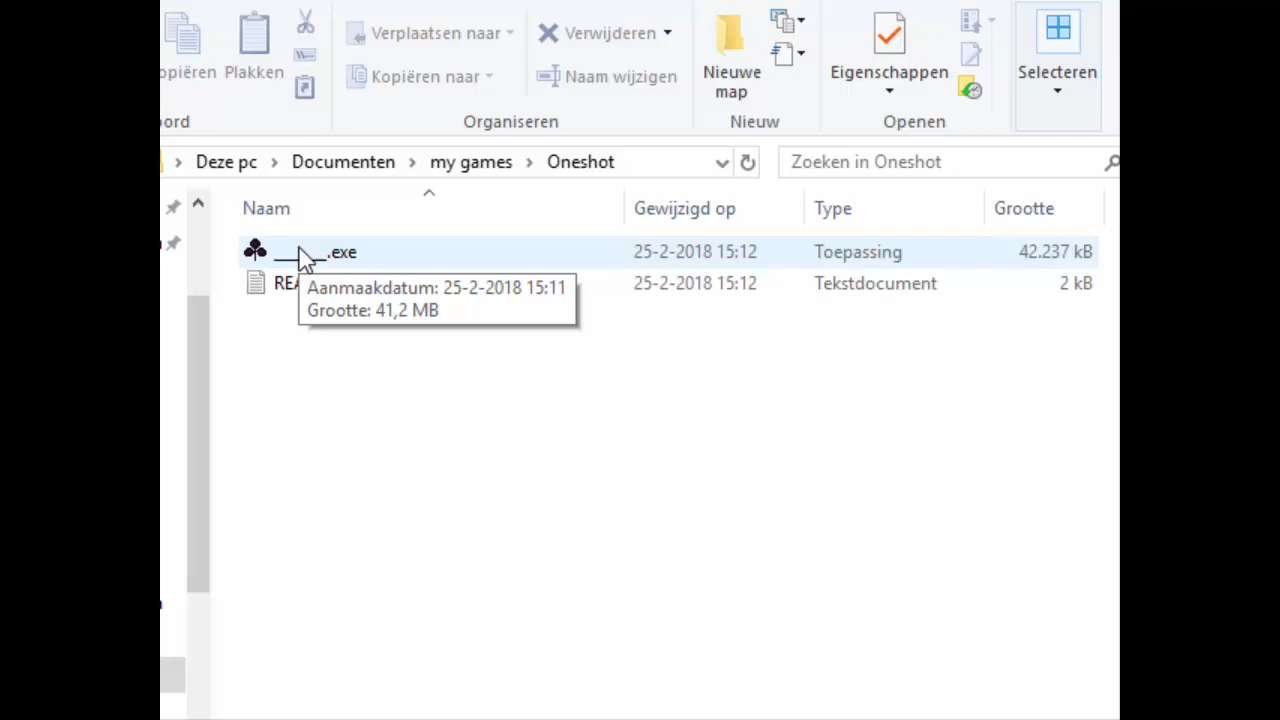 Plakken
Verplaatsen naar
Kopiëren naar
Verwijderen
Naam wijzigen
Nieuwe
map
Eigenschappen
Selecteren
Organiseren
Nieuw
Openen
Deze pc
Documenten
my games
Oneshot
Zoeken in Oneshot
Naam
Gewijzigd op
Type
Grootte
______.exe
25-2-2018 15:12
Toepassing
42.237 kB
25-2-2018 15:12
Tekstdocument
2 kB
Aanmaakdatum: 25-2-2018 15:11
Grootte: 41,2 MB